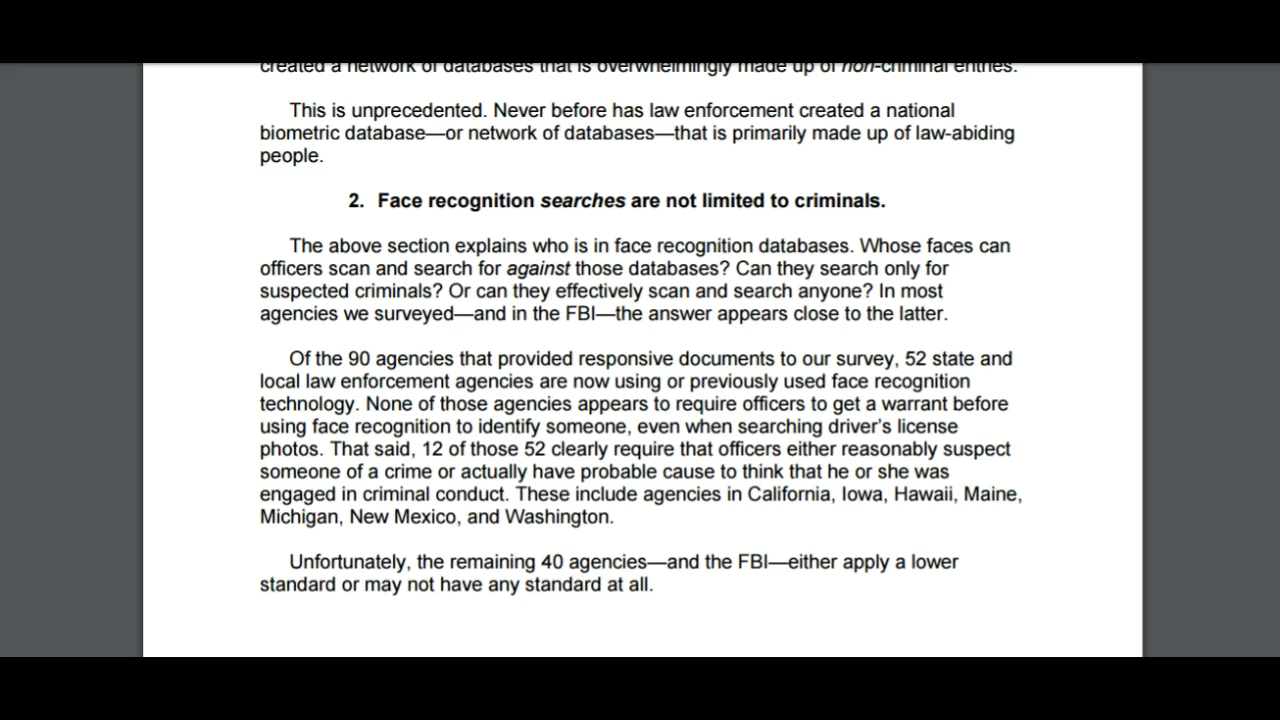 created a network of databases that is overwhelmingly made up of non-criminal entries.
This is unprecedented. Never before has law enforcement created a national
biometric database—or network of databases—that is primarily made up of law-abiding
people.
2. Face recognition searches are not limited to criminals.
The above section explains who is in face recognition databases. Whose faces can
officers scan and search for against those databases? Can they search only for
suspected criminals? Or can they effectively scan and search anyone? In most
agencies we surveyed—and in the FBI—the answer appears close to the latter.
Of the 90 agencies that provided responsive documents to our survey, 52 state and
local law enforcement agencies are now using or previously used face recognition
technology. None of those agencies appears to require officers to get a warrant before
using face recognition to identify someone, even when searching driver's license
photos. That said, 12 of those 52 clearly require that officers either reasonably suspect
someone of a crime or actually have probable cause to think that he or she was
engaged in criminal conduct. These include agencies in California, Iowa, Hawaii, Maine,
Michigan, New Mexico, and Washington.
Unfortunately, the remaining 40 agencies—and the FBI—either apply a lower
standard or may not have any standard at all.